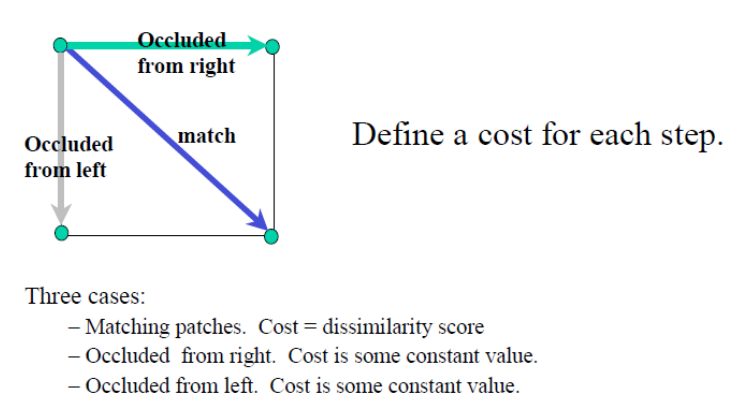 Occluded
from right
match
Occluded
from left
Define a cost for each step.
Three cases:
– Matching patches. Cost = dissimilarity score
– Occluded from right. Cost is some constant value.
– Occluded from left. Cost is some constant value.